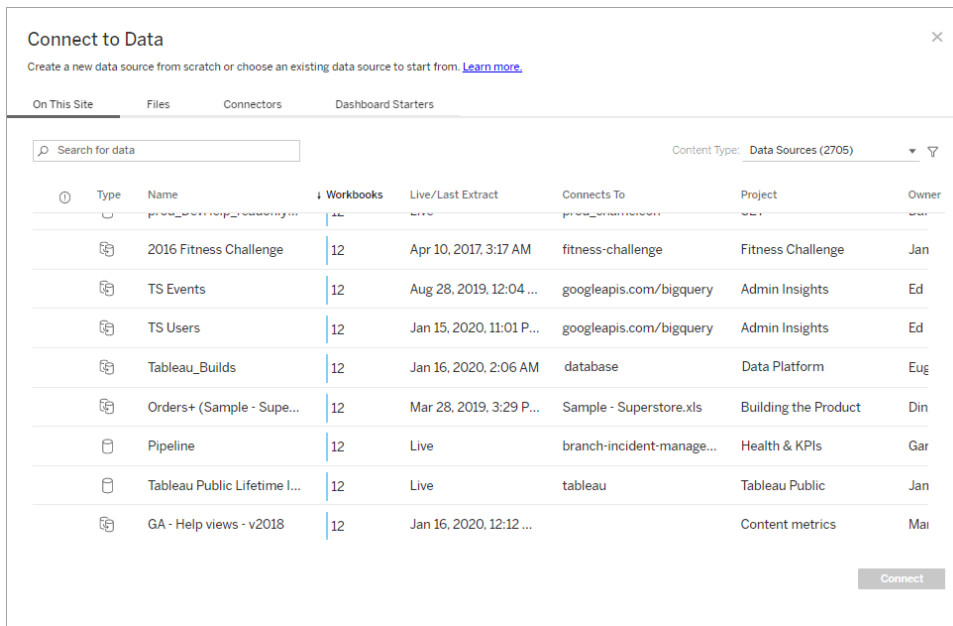 Connect to Data
Create a new data source from scratch or choose an existing data source to start from. Learn more.
On This Site Files Connectors Dashboard Starters
Search for data Content Type: Data Sources (2705)
Type Name ↓ Workbooks Live/Last Extract Connects To Project Owner
12 Live
2016 Fitness Challenge 12 Apr 10, 2017, 3:17 AM fitness-challenge Fitness Challenge Jan
TS Events 12 Aug 28, 2019, 12:04 ... googleapis.com/bigquery Admin Insights Ed
TS Users 12 Jan 15, 2020, 11:01 P... googleapis.com/bigquery Admin Insights Ed
Tableau_Builds 12 Jan 16, 2020, 2:06 AM database Data Platform Eug
Orders+ (Sample - Supe... 12 Mar 28, 2019, 3:29 P... Sample - Superstore.xls Building the Product Din
Pipeline 12 Live branch-incident-manage... Health & KPIs Gar
Tableau Public Lifetime I... 12 Live tableau Tableau Public Jan
GA - Help views - v2018 12 Jan 16, 2020, 12:12 ... Content metrics Mai
Connect